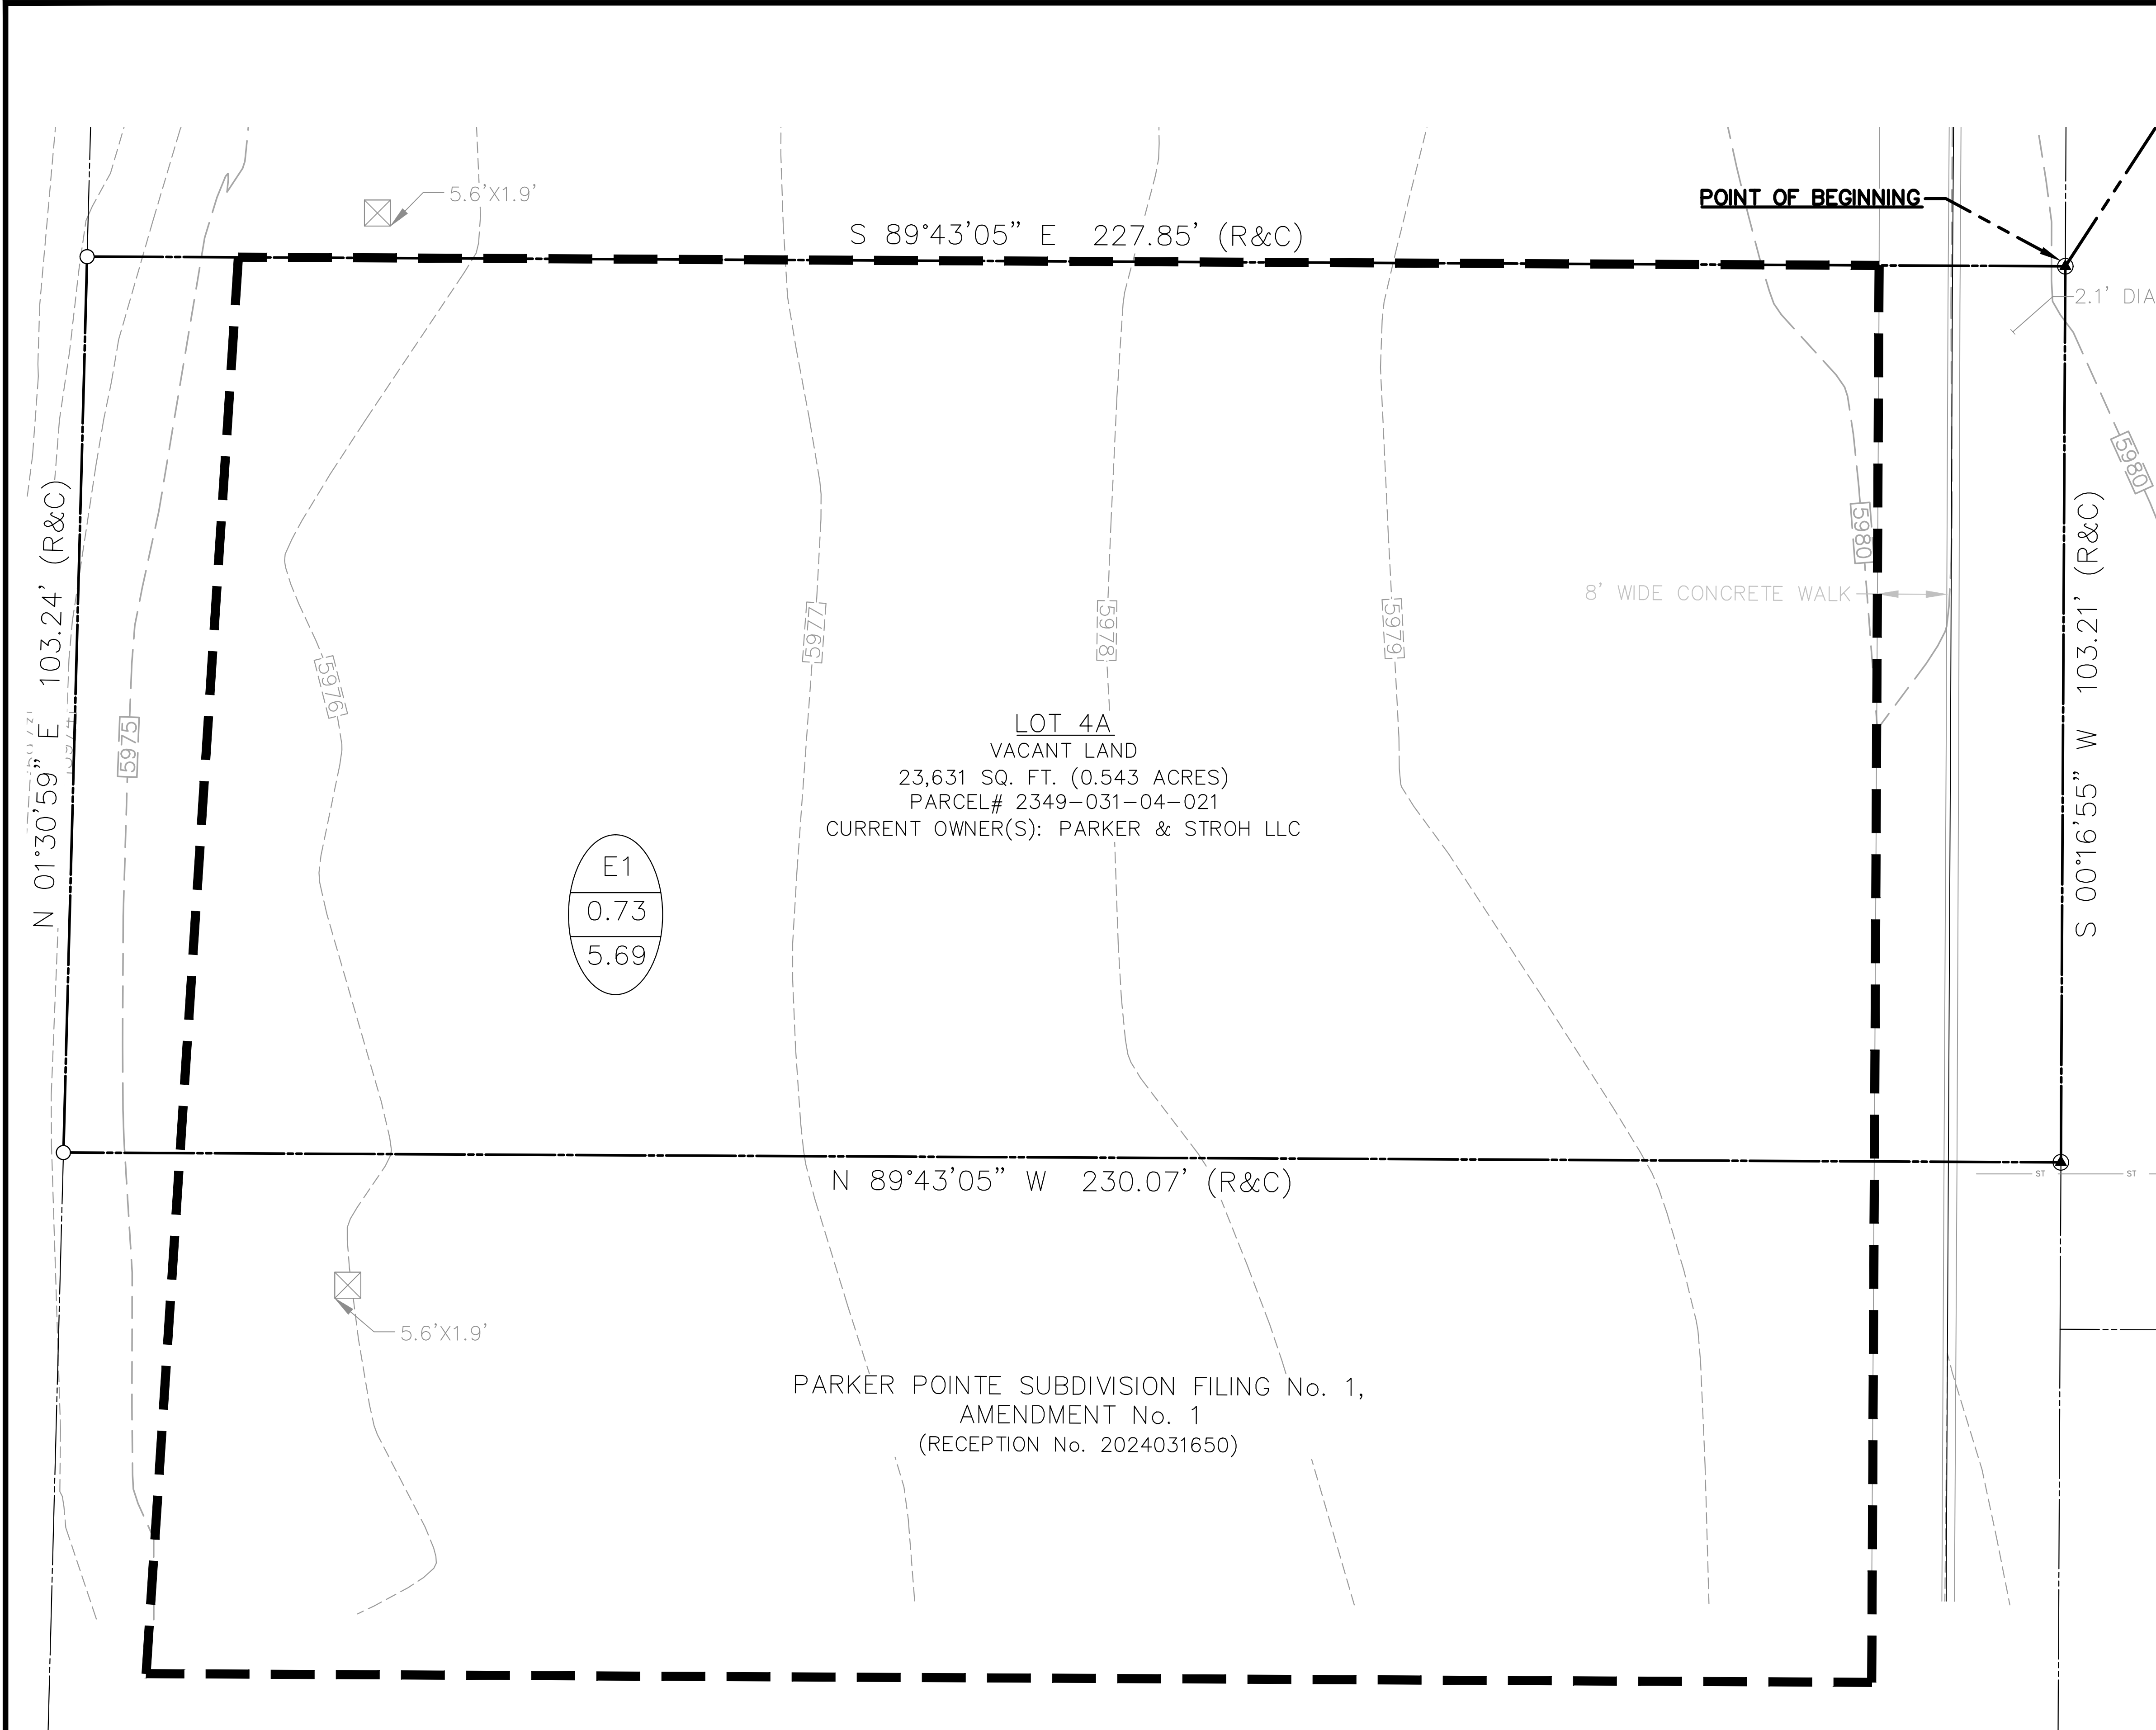 5.6'X1.9'
POINT OF BEGINNING
S 89°43'05" E 227.85' (R&C)
2.1' DIA
5980
5980
N 01°30'59" E 103.24' (R&C)
S 00°16'55" W 103.21' (R&C)
8' WIDE CONCRETE WALK
5977
5978
5979
5976
5975
LOT 4A
VACANT LAND
23,631 SQ. FT. (0.543 ACRES)
PARCEL# 2349-031-04-021
CURRENT OWNER(S): PARKER & STROH LLC
E1
0.73
5.69
N 89°43'05" W 230.07' (R&C)
ST
ST
5.6'X1.9'
PARKER POINTE SUBDIVISION FILING No. 1,
AMENDMENT No. 1
(RECEPTION No. 2024031650)